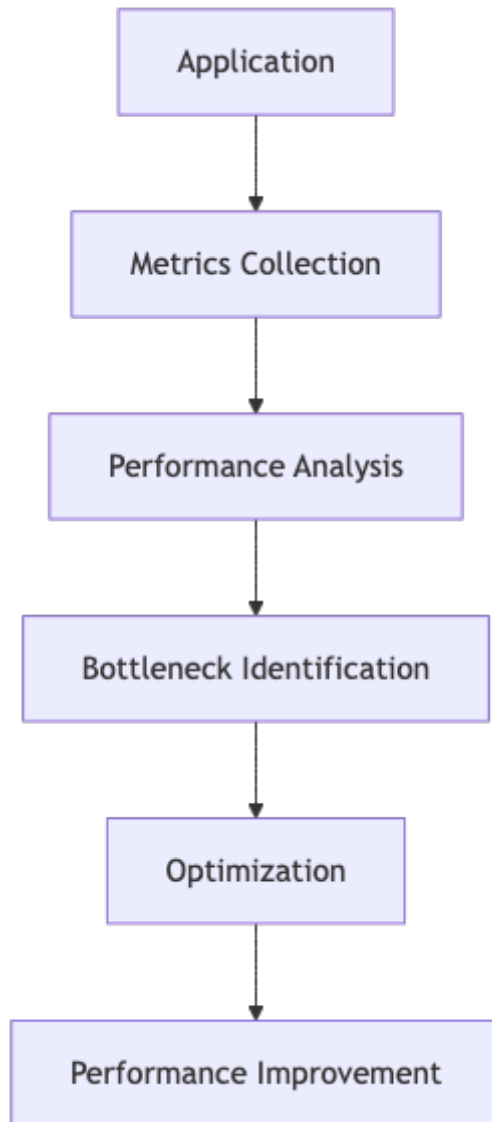 Application
Metrics Collection
Performance Analysis
Bottleneck Identification
Optimization
Performance Improvement